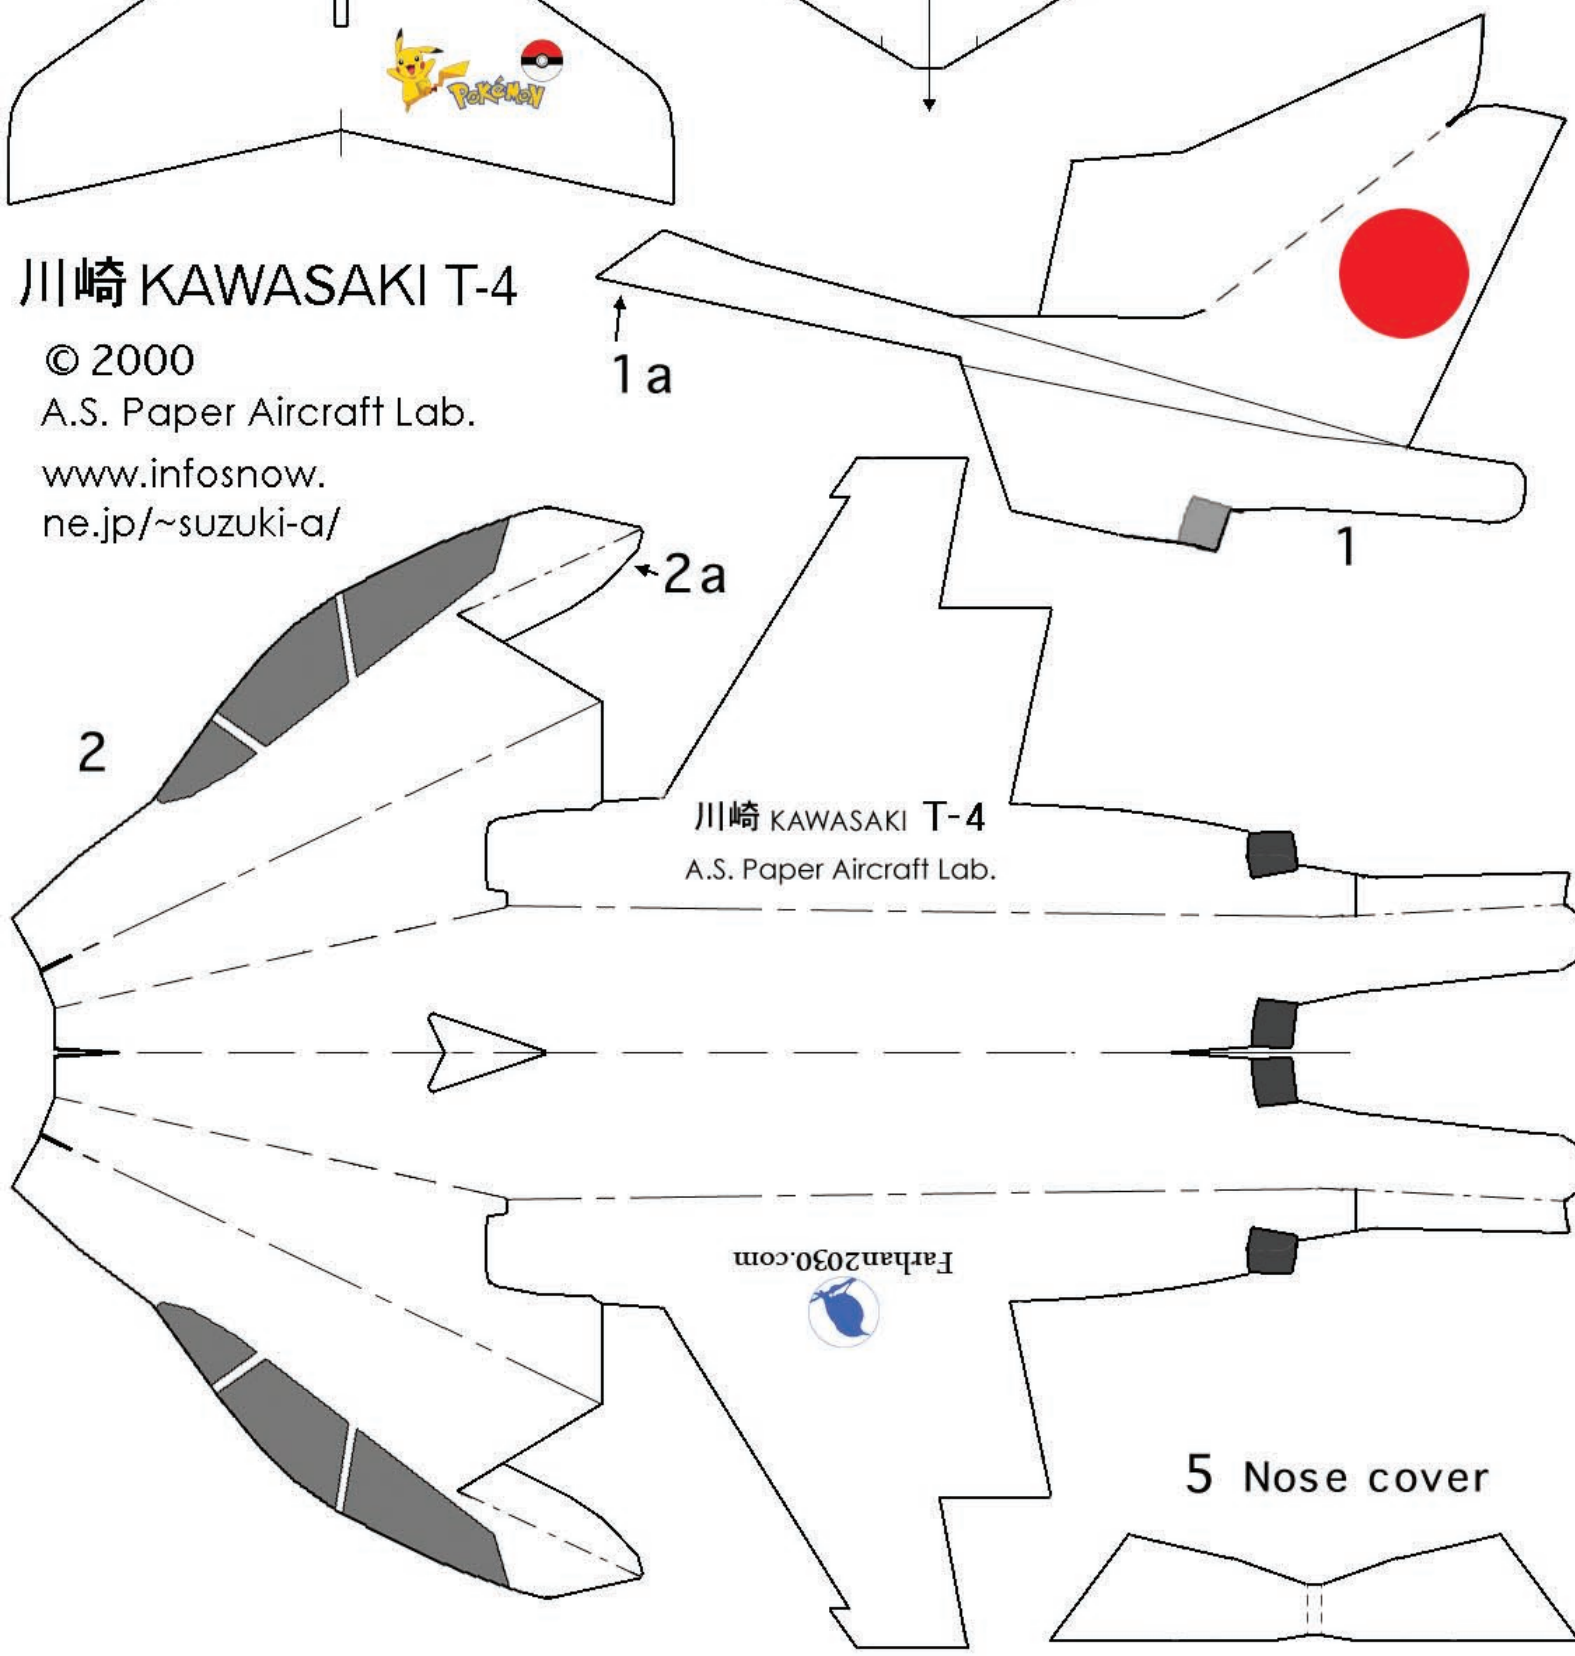 POKéMON
川崎 KAWASAKI T-4
© 2000
A.S. Paper Aircraft Lab.
www.infosnow.
ne.jp/~suzuki-a/
1a
1
2a
2
川崎 KAWASAKI T-4
A.S. Paper Aircraft Lab.
Farhan2030.com
5 Nose cover